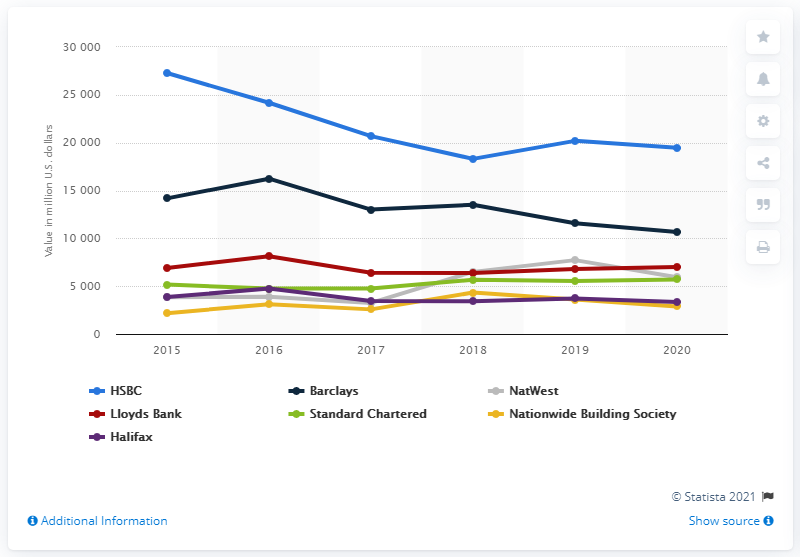 30 000
25 000
20 000
15 000
10 000
5 000
0
Value in million U.S. dollars
2015 2016 2017 2018 2019 2020
HSBC Barclays NatWest
Lloyds Bank Standard Chartered Nationwide Building Society
Halifax
© Statista 2021
Additional Information Show source